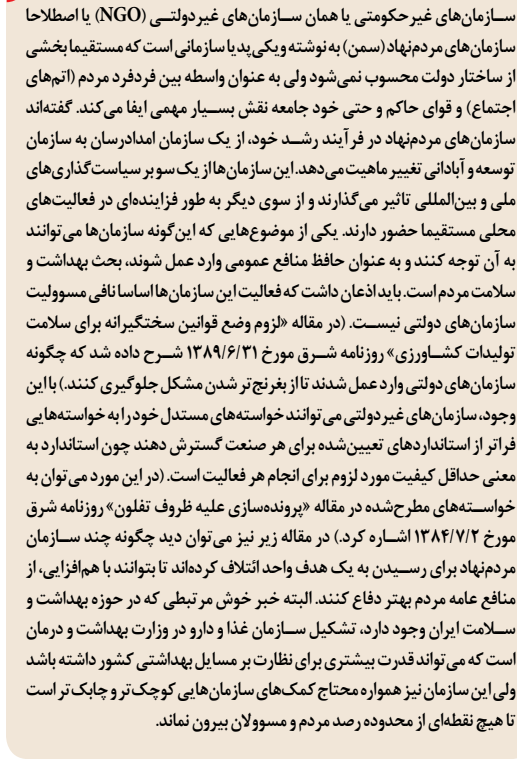 سازمان‌های غیرحکومتی یا همان سازمان‌های غیردولتی (NGO) یا اصطلاحا
سازمان‌های مردم‌نهاد (سمن) به نوشته ویکی‌پدیا سازمانی است که مستقیما بخشی
از ساختار دولت محسوب نمی‌شود ولی به عنوان واسطه بین فردفرد مردم (اتم‌های
اجتماع) و قوای حاکم و حتی خود جامعه نقش بسیار مهمی ایفا می‌کند. گفته‌اند
سازمان‌های مردم‌نهاد در فرآیند رشد خود، از یک سازمان امدادرسان به سازمان
توسعه و آبادانی تغییر ماهیت می‌دهد. این سازمان‌ها از یک سو بر سیاست‌گذاری‌های
ملی و بین‌المللی تاثیر می‌گذارند و از سوی دیگر به طور فزاینده‌ای در فعالیت‌های
محلی مستقیما حضور دارند. یکی از موضوع‌هایی که این‌گونه سازمان‌ها می‌توانند
به آن توجه کنند و به عنوان حافظ منافع عمومی وارد عمل شوند، بحث بهداشت و
سلامت مردم است. باید اذعان داشت که فعالیت این سازمان‌ها اساسا نافی مسوولیت
سازمان‌های دولتی نیست. (در مقاله «لزوم وضع قوانین سختگیرانه برای سلامت
تولیدات کشاورزی» روزنامه شرق مورخ ۱۳۸۹/۶/۳۱ شرح داده شد که چگونه
سازمان‌های دولتی وارد عمل شدند تا از بغرنج‌تر شدن مشکل جلوگیری کنند.) با این
وجود، سازمان‌های غیردولتی می‌توانند خواسته‌های مستدل خود را به خواسته‌هایی
فراتر از استانداردهای تعیین‌شده برای هر صنعت گسترش دهند چون استاندارد به
معنی حداقل کیفیت مورد لزوم برای انجام هر فعالیت است. (در این مورد می‌توان به
خواسته‌های مطرح‌شده در مقاله «پرونده‌سازی علیه ظروف تفلون» روزنامه شرق
مورخ ۱۳۸۴/۷/۲ اشاره کرد.) در مقاله زیر نیز می‌توان دید چگونه چند سازمان
مردم‌نهاد برای رسیدن به یک هدف واحد ائتلاف کرده‌اند تا بتوانند با هم‌افزایی، از
منافع عامه مردم بهتر دفاع کنند. البته خبر خوش مرتبطی که در حوزه بهداشت و
سلامت ایران وجود دارد، تشکیل سازمان غذا و دارو در وزارت بهداشت و درمان
است که می‌تواند قدرت بیشتری برای نظارت بر مسایل بهداشتی کشور داشته باشد
ولی این سازمان نیز همواره محتاج کمک‌های سازمان‌هایی کوچک‌تر و چابک‌تر است
تا هیچ نقطه‌ای از محدوده رصد مردم و مسوولان بیرون نماند.